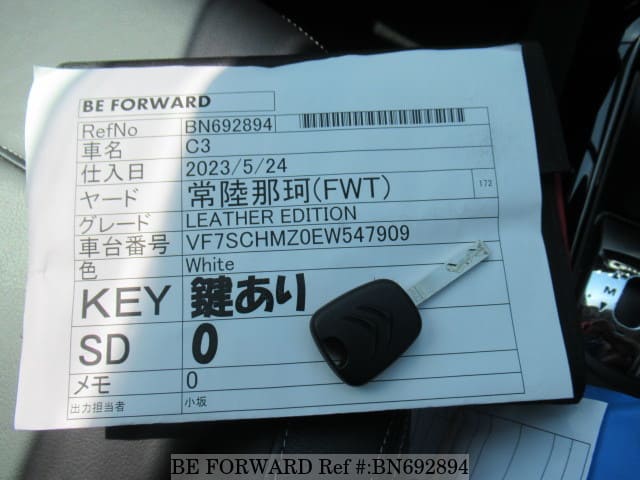 BE FORWARD
RefNo BN692894
車名 C3
仕入日 2023/5/24
ヤード 常陸那珂(FWT) 172
グレード LEATHER EDITION
車台番号 VF7SCHMZ0EW547909
色 White
KEY 鍵あり
SD 0
メモ 0
出力担当者 小坂
M
BE FORWARD Ref #:BN692894